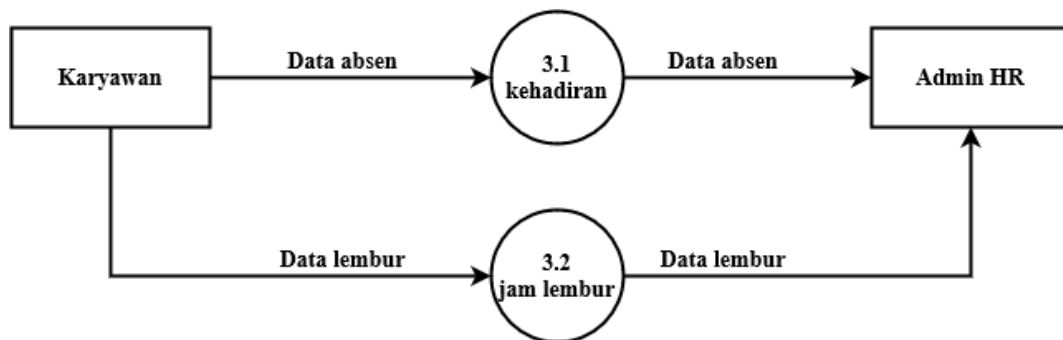 Karyawan
Data absen
3.1
kehadiran
Data absen
Admin HR
Data lembur
3.2
jam lembur
Data lembur